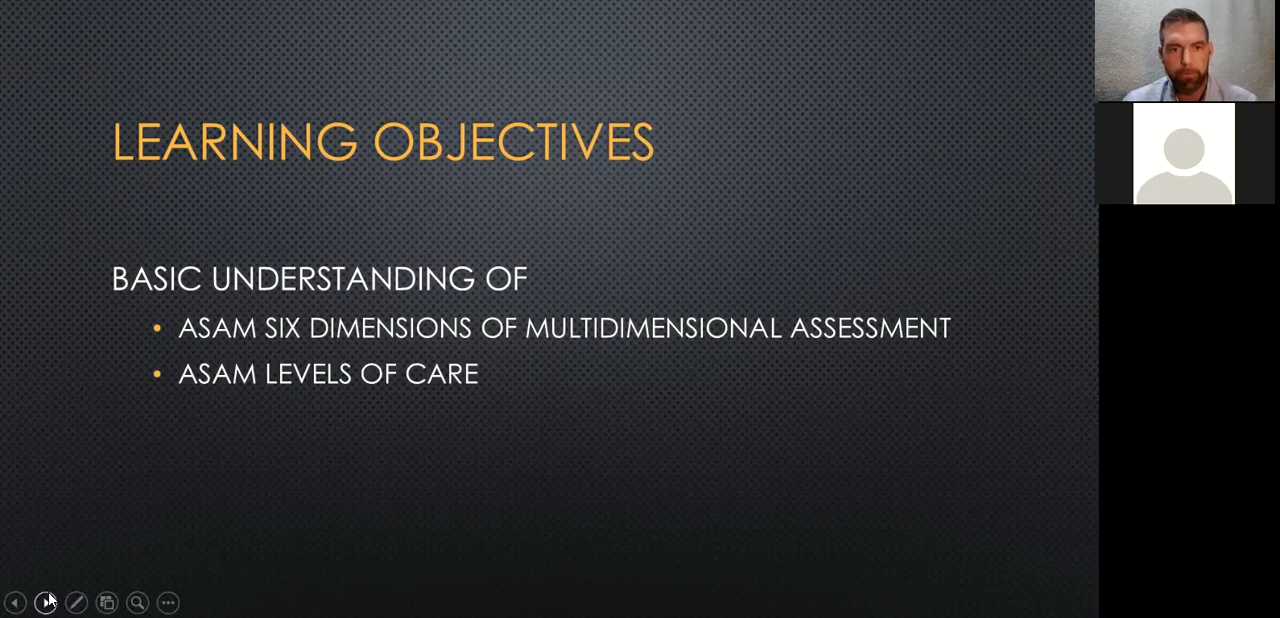 LEARNING OBJECTIVES
BASIC UNDERSTANDING OF
• ASAM SIX DIMENSIONS OF MULTIDIMENSIONAL ASSESSMENT
• ASAM LEVELS OF CARE